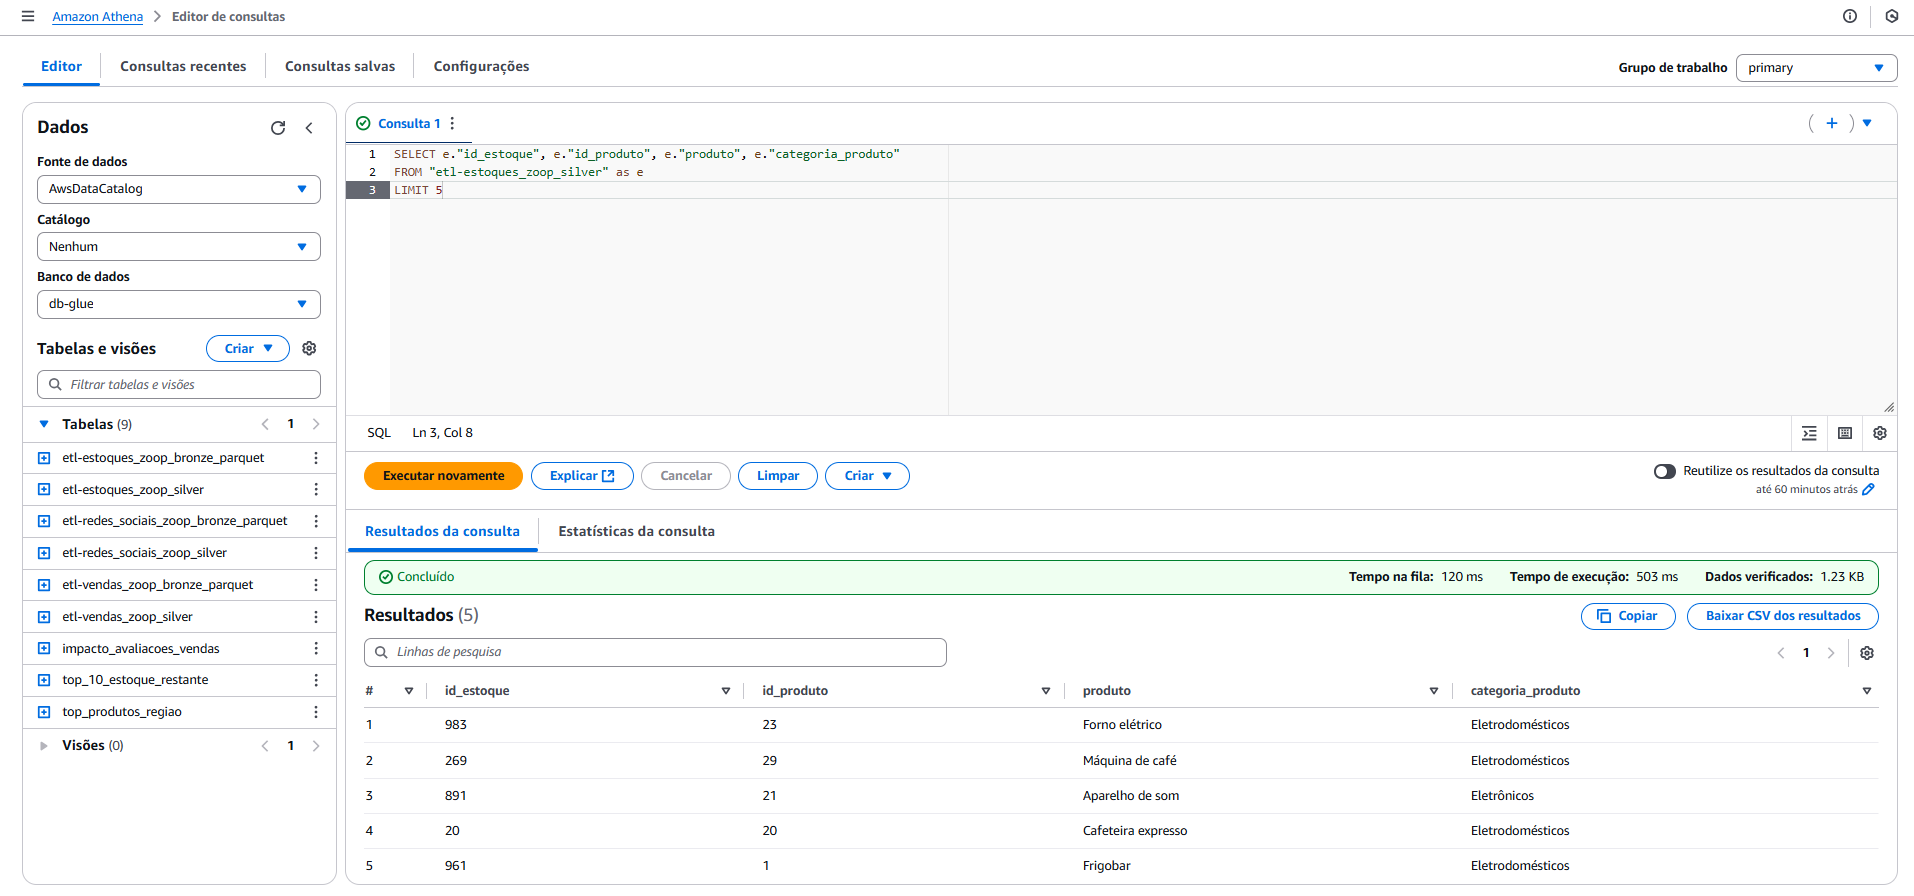 Amazon Athena > Editor de consultas
Editor Consultas recentes Consultas salvas Configurações
Grupo de trabalho primary
Dados
Fonte de dados
AwsDataCatalog
Catálogo
Nenhum
Banco de dados
db-glue
Tabelas e visões Criar
Filtrar tabelas e visões
Tabelas (9) 1
etl-estoques_zoop_bronze_parquet
etl-estoques_zoop_silver
etl-redes_sociais_zoop_bronze_parquet
etl-redes_sociais_zoop_silver
etl-vendas_zoop_bronze_parquet
etl-vendas_zoop_silver
impacto_avaliacoes_vendas
top_10_estoque_restante
top_produtos_regiao
Visões (0) 1
Consulta 1
1 SELECT e."id_estoque", e."id_produto", e."produto", e."categoria_produto"
2 FROM "etl-estoques_zoop_silver" as e
3 LIMIT 5
SQL Ln 3, Col 8
Executar novamente Explicar Cancelar Limpar Criar
Reutilize os resultados da consulta
até 60 minutos atrás
Resultados da consulta Estatísticas da consulta
Concluído Tempo na fila: 120 ms Tempo de execução: 503 ms Dados verificados: 1.23 KB
Resultados (5) Copiar Baixar CSV dos resultados
Linhas de pesquisa 1
# id_estoque id_produto produto categoria_produto
1 983 23 Forno elétrico Eletrodomésticos
2 269 29 Máquina de café Eletrodomésticos
3 891 21 Aparelho de som Eletrônicos
4 20 20 Cafeteira expresso Eletrodomésticos
5 961 1 Frigobar Eletrodomésticos